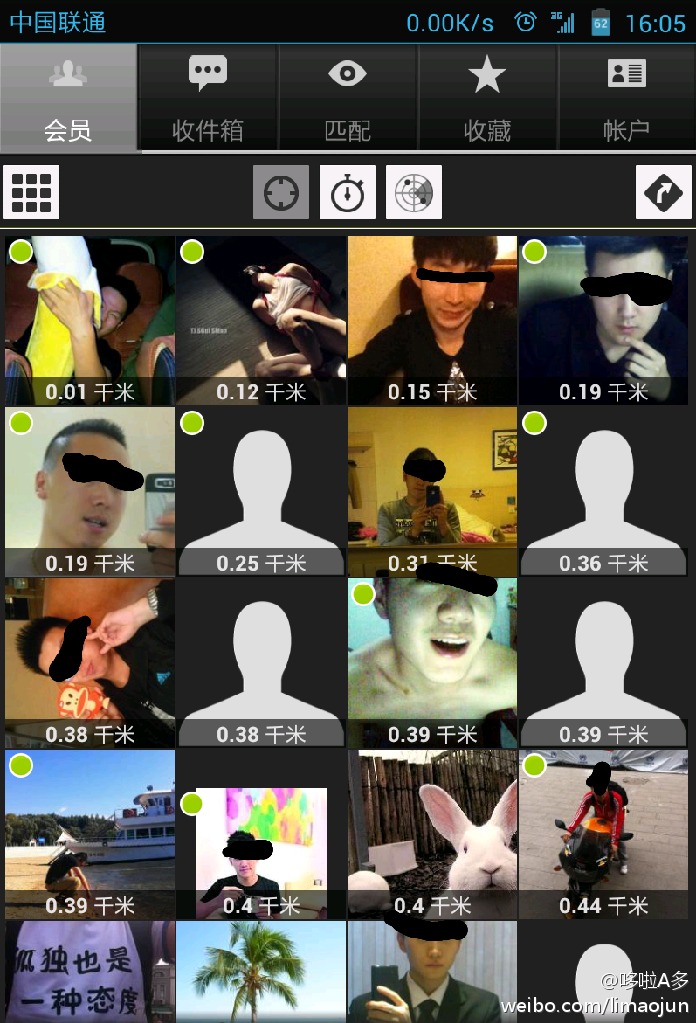 中国联通 0.00K/s 3G 62 16:05
会员 收件箱 匹配 收藏 帐户
0.01 千米 0.12 千米 0.15 千米 0.19 千米
0.19 千米 0.25 千米 0.31 千米 0.36 千米
0.38 千米 0.38 千米 0.39 千米 0.39 千米
0.39 千米 0.4 千米 0.4 千米 0.44 千米
孤独也是
一种态度
@哆啦A多
weibo.com/limaojun